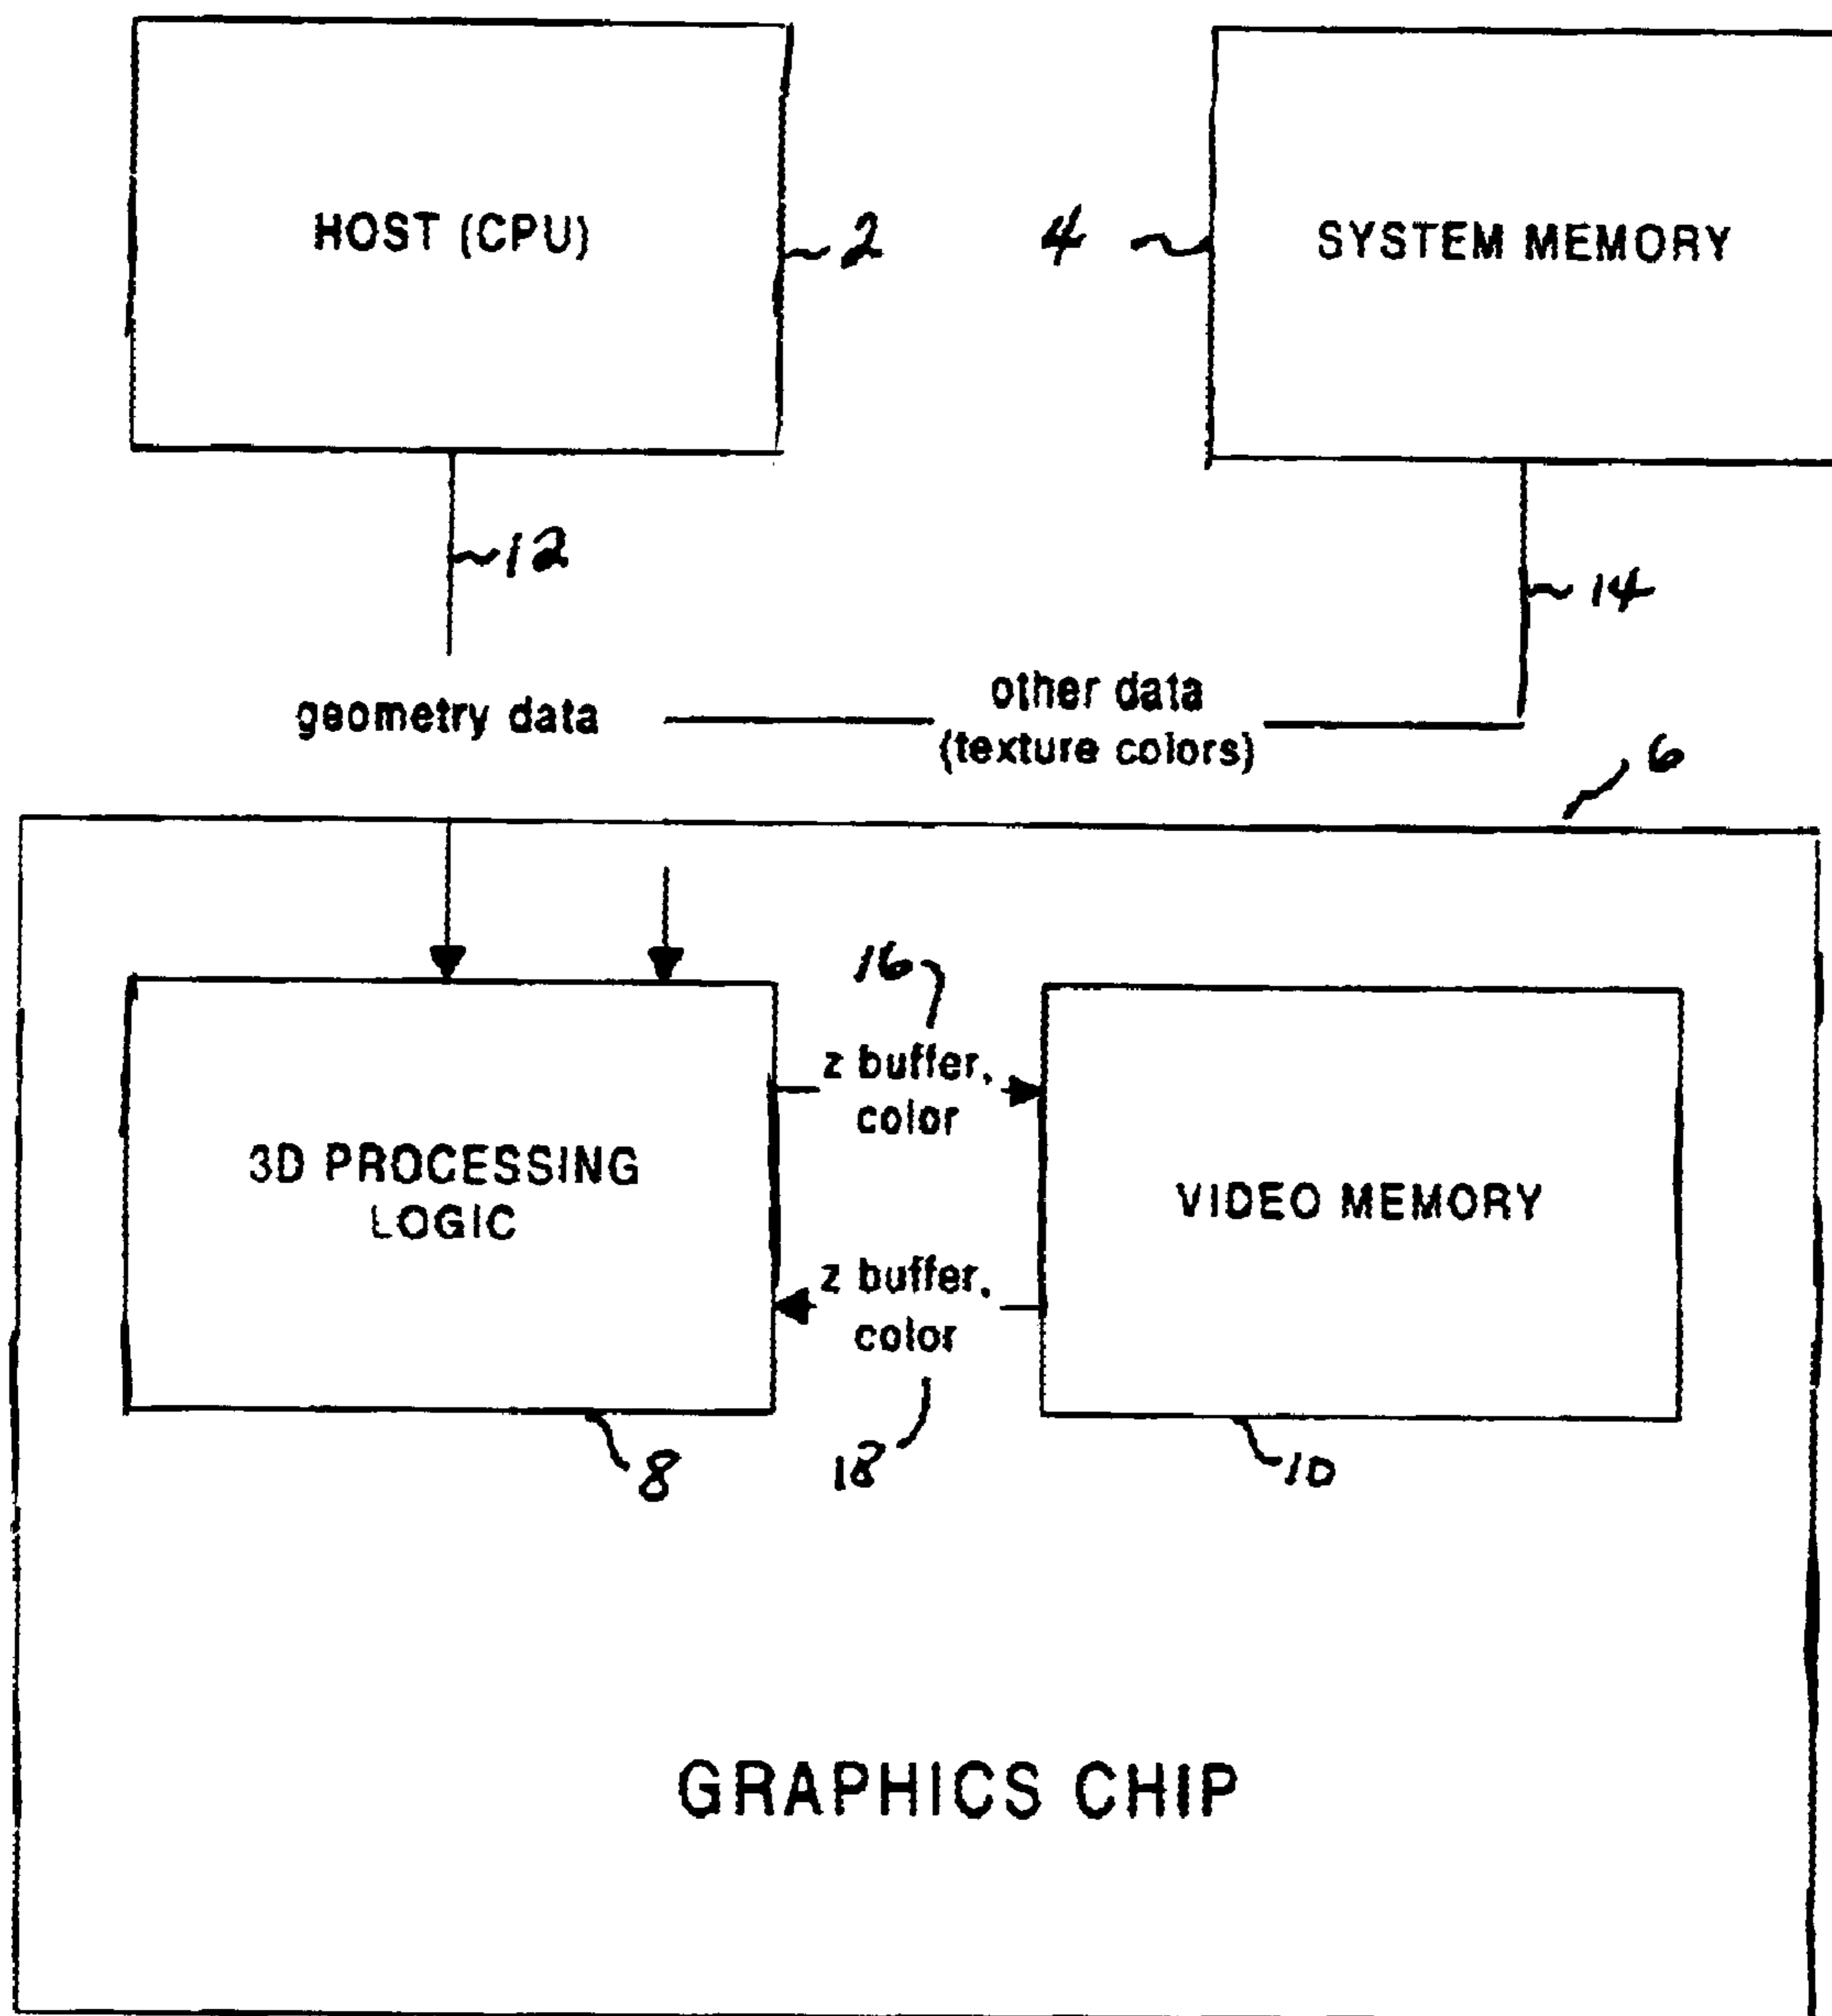 HOST (CPU)
2
4
SYSTEM MEMORY
12
14
geometry data
other data
(texture colors)
6
16
z buffer,
color
3D PROCESSING
LOGIC
VIDEO MEMORY
z buffer,
color
8
18
10
GRAPHICS CHIP